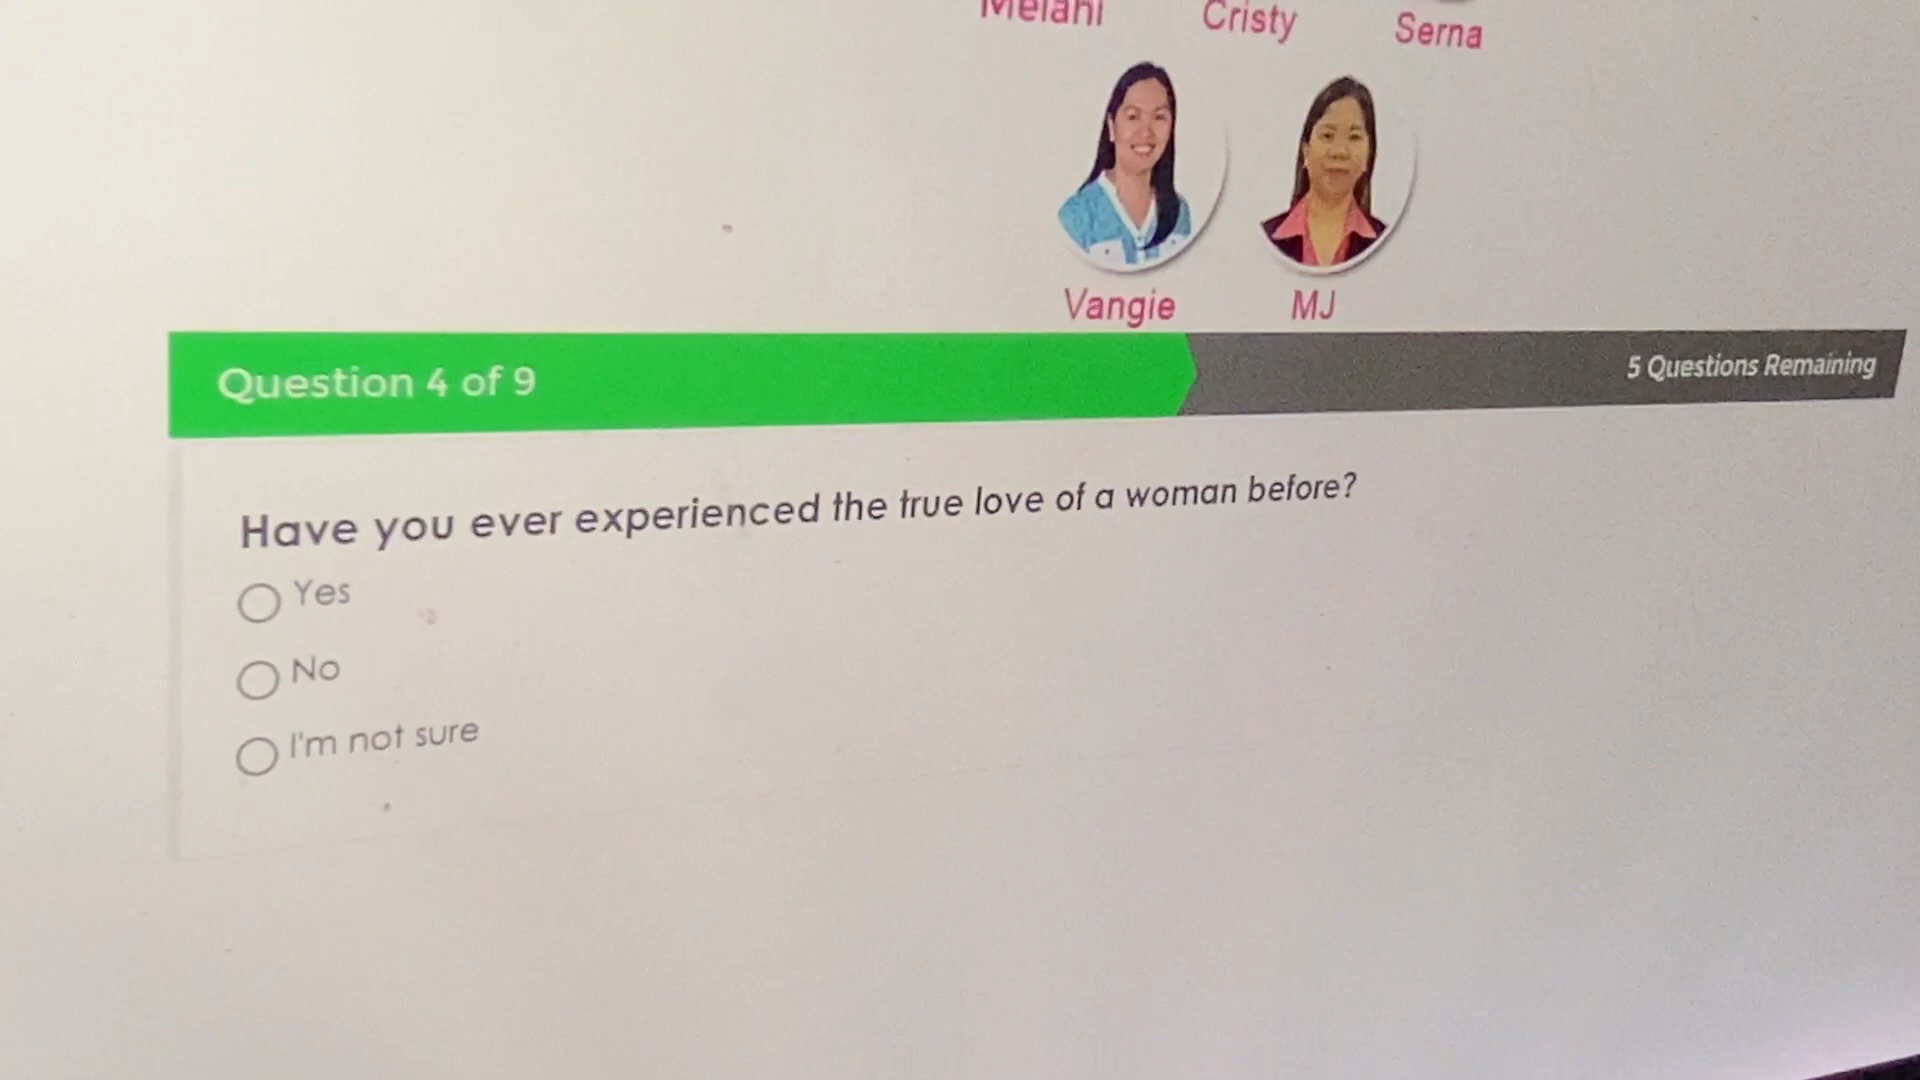 Melani Cristy Serna
Vangie MJ
Question 4 of 9 5 Questions Remaining
Have you ever experienced the true love of a woman before?
Yes
No
I'm not sure